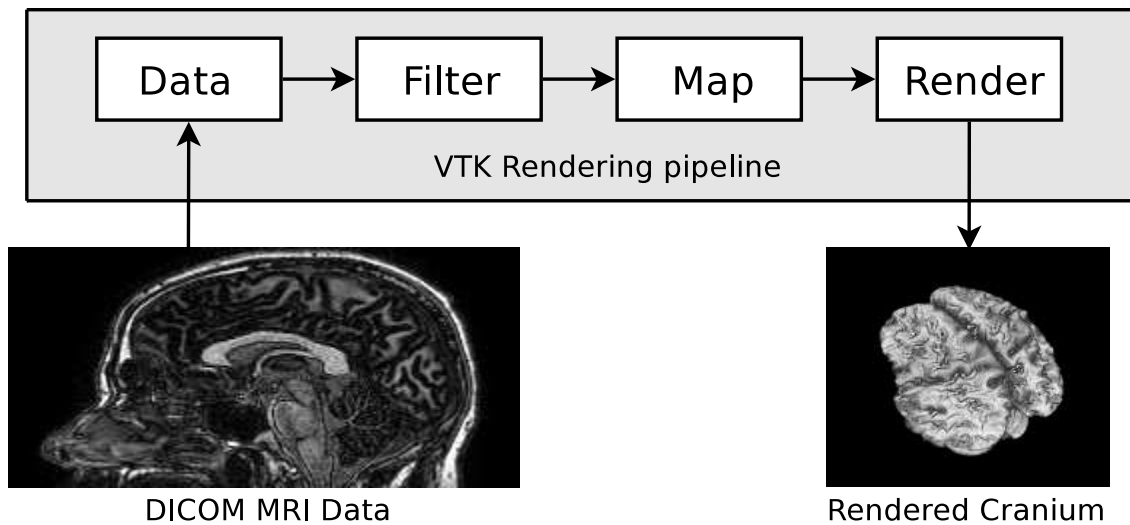 Data
Filter
Map
Render
VTK Rendering pipeline
DICOM MRI Data
Rendered Cranium